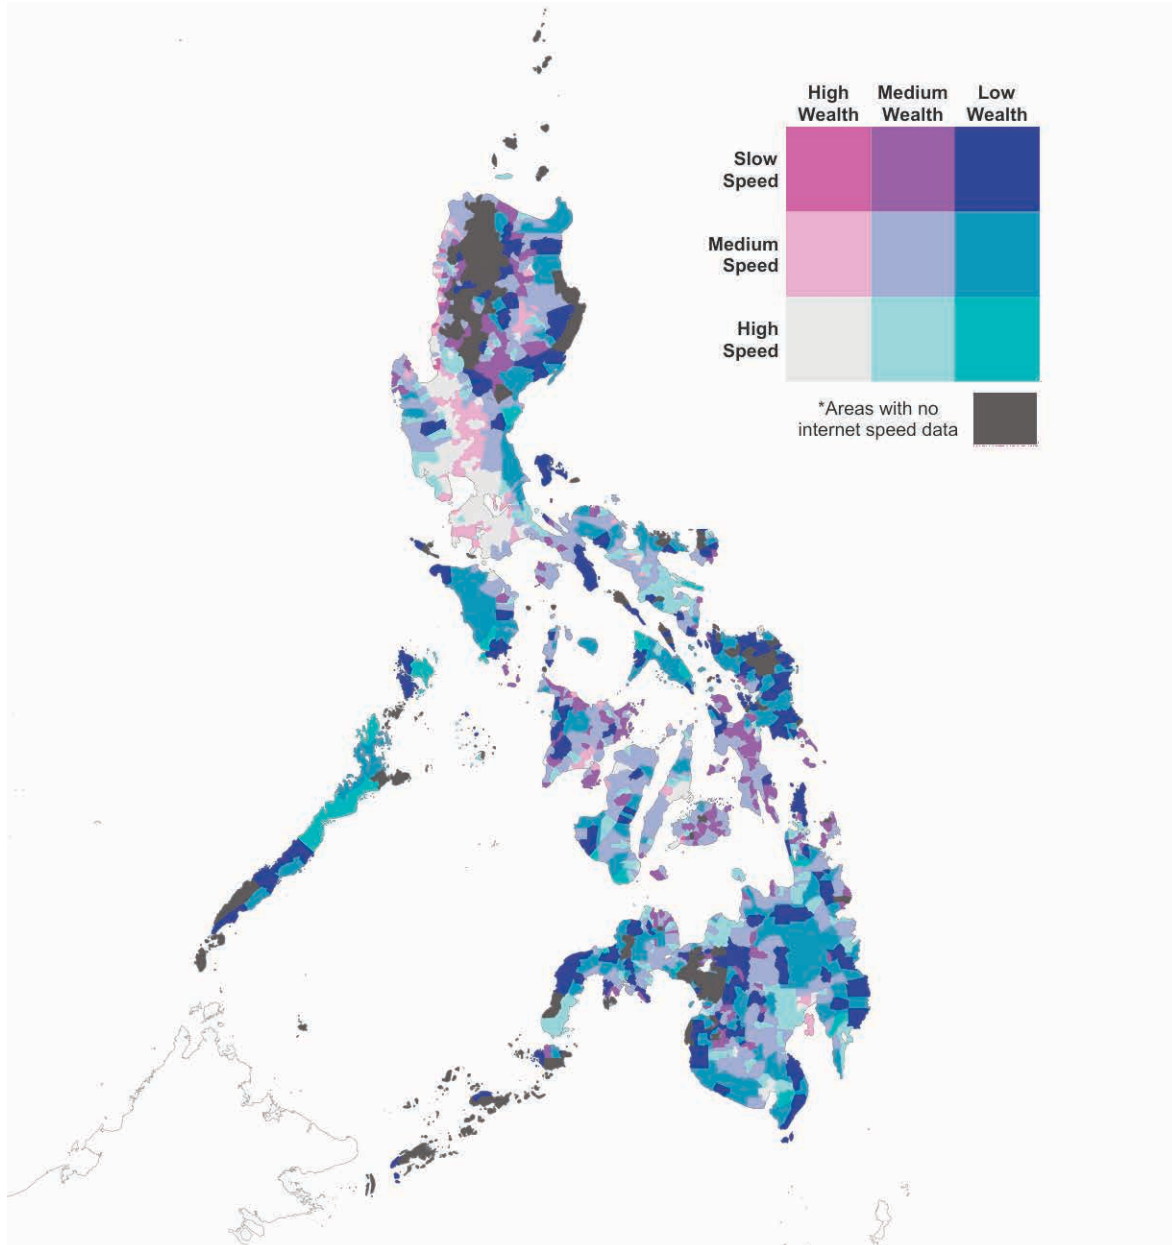 High Medium Low
Wealth Wealth Wealth
Slow
Speed
Medium
Speed
High
Speed
*Areas with no
internet speed data